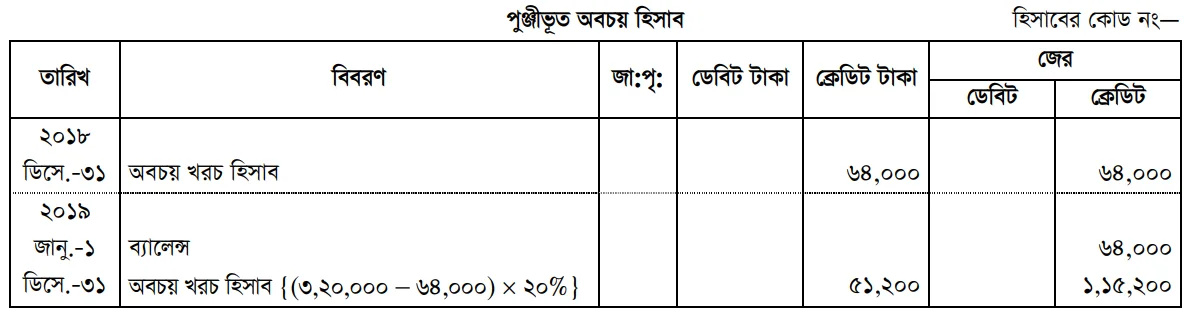 পুঞ্জীভূত অবচয় হিসাব হিসাবের কোড নং—
তারিখ বিবরণ জা:পৃ: ডেবিট টাকা ক্রেডিট টাকা জের
ডেবিট ক্রেডিট
২০১৮
ডিসে.-৩১ অবচয় খরচ হিসাব ৬৪,০০০ ৬৪,০০০
২০১৯
জানু.-১ ব্যালেন্স ৬৪,০০০
ডিসে.-৩১ অবচয় খরচ হিসাব {(৩,২০,০০০ – ৬৪,০০০) × ২০%} ৫১,২০০ ১,১৫,২০০